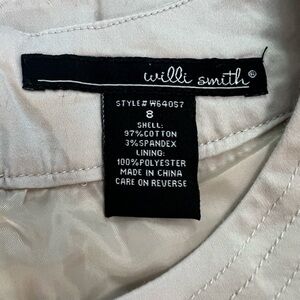 willi smith®
STYLE# W64057
8
SHELL:
97%COTTON
3%SPANDEX
LINING:
100%POLYESTER
MADE IN CHINA
CARE ON REVERSE